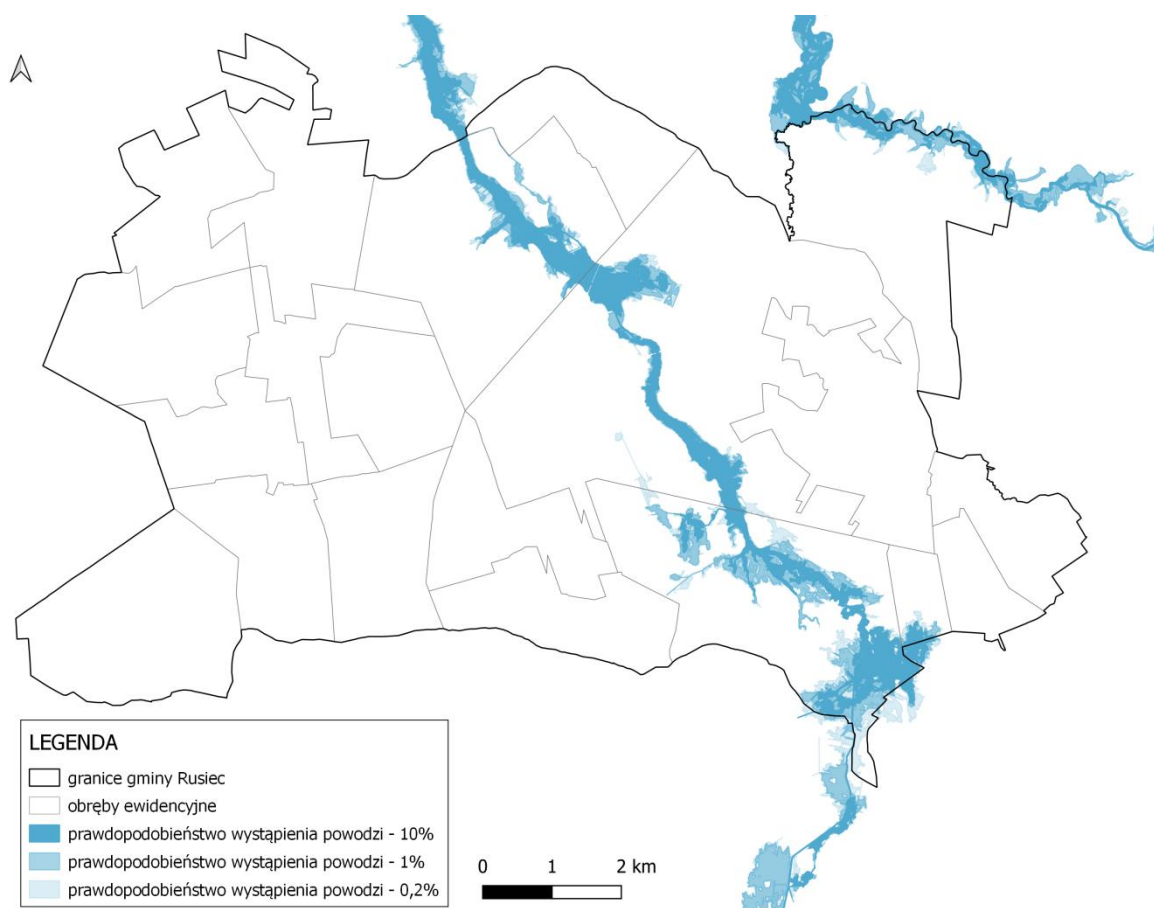 LEGENDA
granice gminy Rusiec
obręby ewidencyjne
prawdopodobieństwo wystąpienia powodzi - 10%
prawdopodobieństwo wystąpienia powodzi - 1%
prawdopodobieństwo wystąpienia powodzi - 0,2%
0 1 2 km